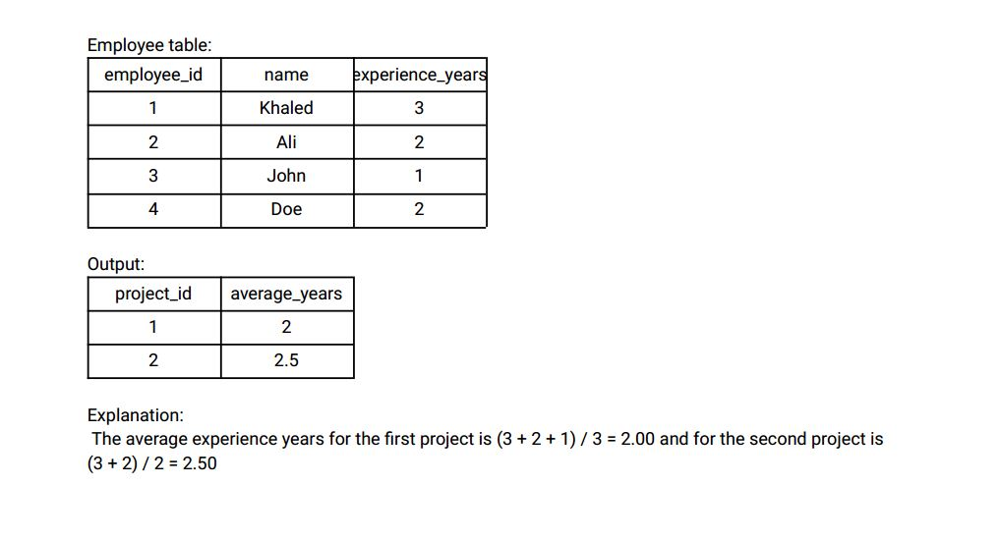 Employee table:
employee_id name experience_years
1 Khaled 3
2 Ali 2
3 John 1
4 Doe 2
Output:
project_id average_years
1 2
2 2.5
Explanation:
The average experience years for the first project is (3 + 2 + 1) / 3 = 2.00 and for the second project is
(3 + 2) / 2 = 2.50